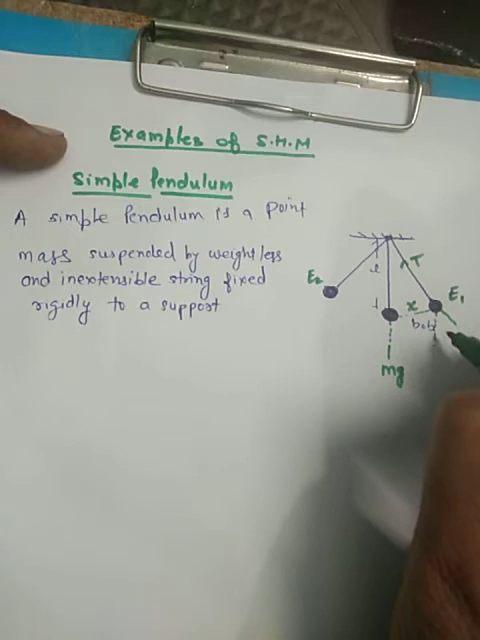 Examples of S.H.M
Simple Pendulum
A simple Pendulum is a point
mass suspended by weightless
and inextensible string fixed
rigidly to a support
l
T
E2
E1
x
bob
mg